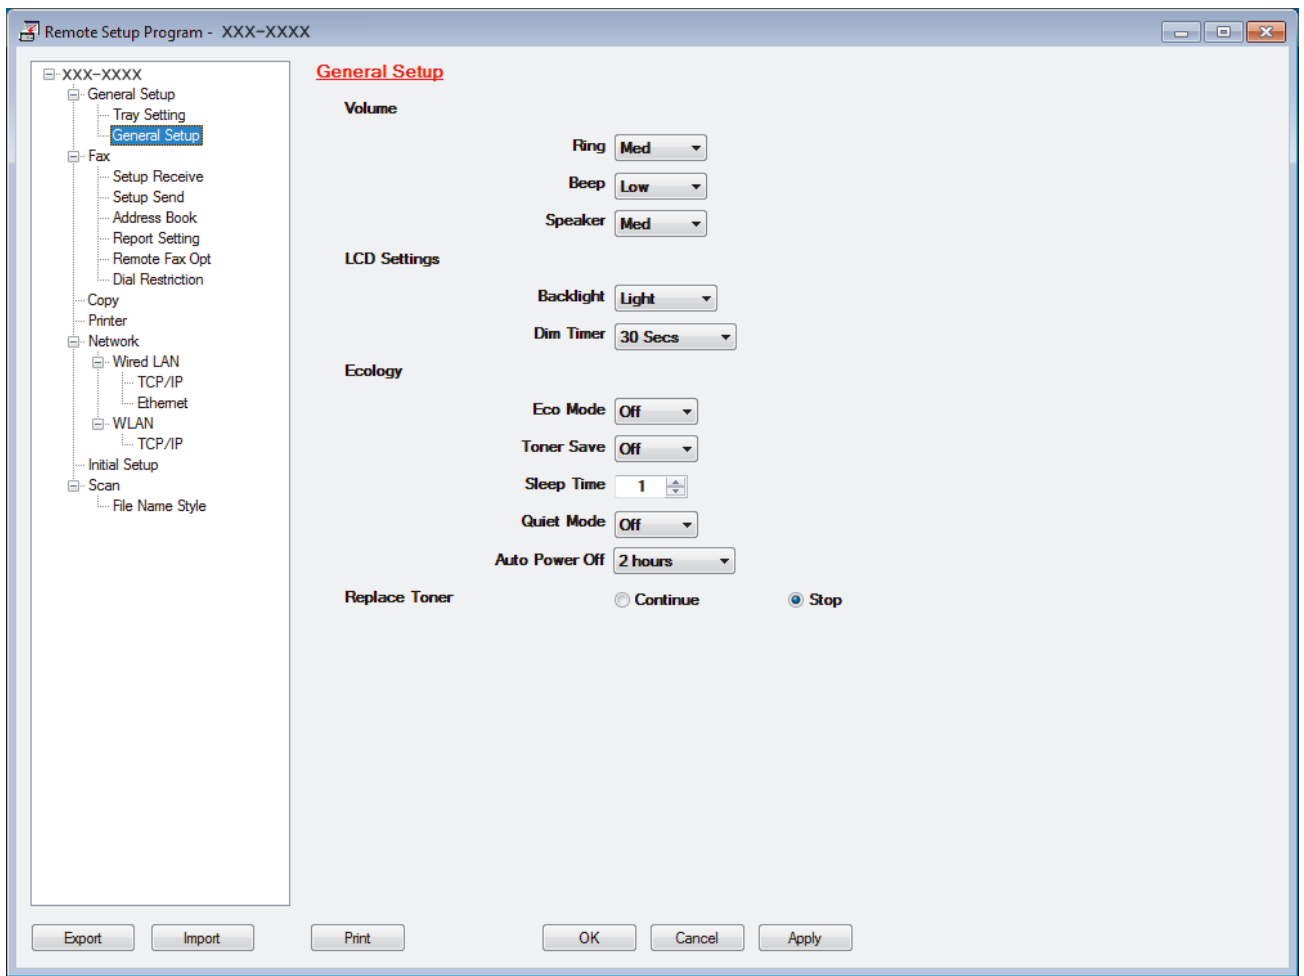 Remote Setup Program - XXX-XXXX
XXX-XXXX
General Setup
Tray Setting
General Setup
Fax
Setup Receive
Setup Send
Address Book
Report Setting
Remote Fax Opt
Dial Restriction
Copy
Printer
Network
Wired LAN
TCP/IP
Ethernet
WLAN
TCP/IP
Initial Setup
Scan
File Name Style
General Setup
Volume
Ring Med
Beep Low
Speaker Med
LCD Settings
Backlight Light
Dim Timer 30 Secs
Ecology
Eco Mode Off
Toner Save Off
Sleep Time 1
Quiet Mode Off
Auto Power Off 2 hours
Replace Toner Continue Stop
Export Import Print OK Cancel Apply